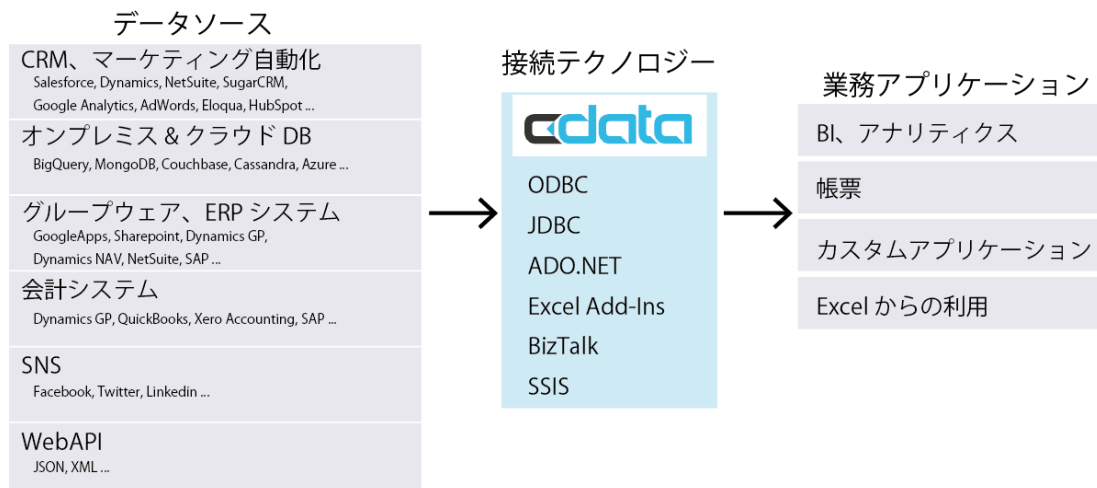 データソース
CRM、マーケティング自動化
Salesforce, Dynamics, NetSuite, SugarCRM,
Google Analytics, AdWords, Eloqua, HubSpot ...
オンプレミス & クラウド DB
BigQuery, MongoDB, Couchbase, Cassandra, Azure ...
グループウェア、ERP システム
GoogleApps, Sharepoint, Dynamics GP,
Dynamics NAV, NetSuite, SAP ...
会計システム
Dynamics GP, QuickBooks, Xero Accounting, SAP ...
SNS
Facebook, Twitter, Linkedin ...
WebAPI
JSON, XML ...
接続テクノロジー
cdata
ODBC
JDBC
ADO.NET
Excel Add-Ins
BizTalk
SSIS
業務アプリケーション
BI、アナリティクス
帳票
カスタムアプリケーション
Excel からの利用